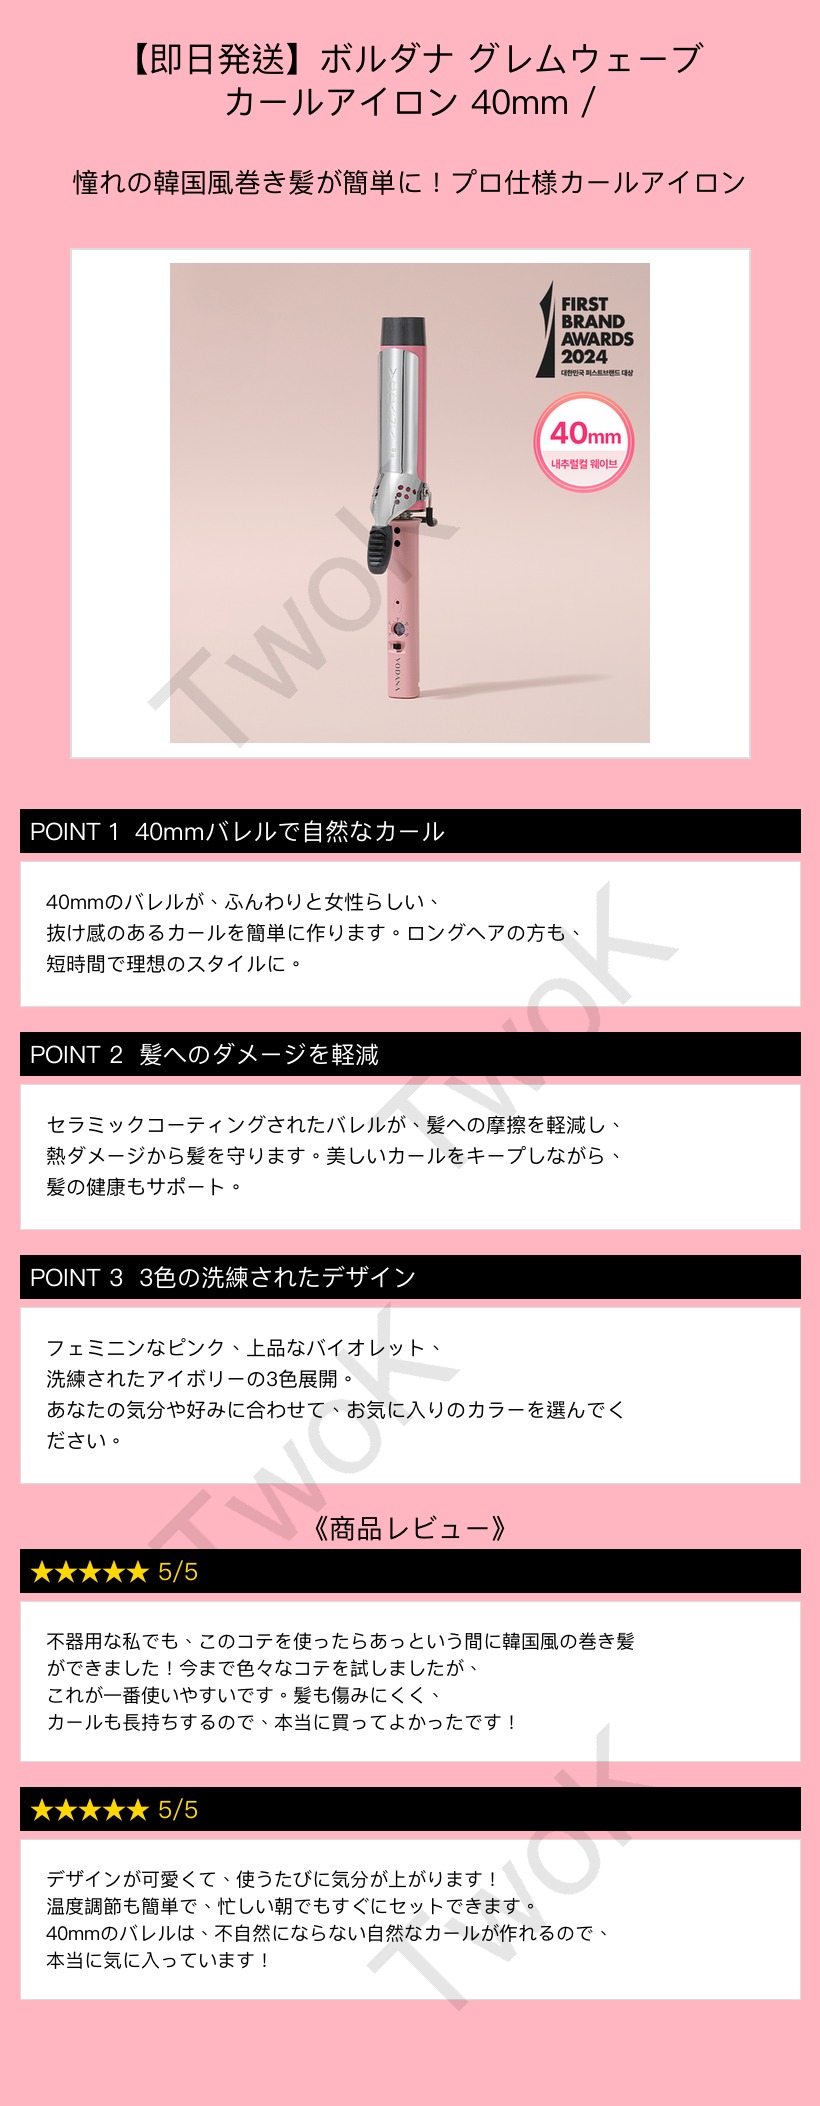 【即日発送】ボルダナ グレムウェーブ
カールアイロン 40mm /
憧れの韓国風巻き髪が簡単に！プロ仕様カールアイロン
FIRST
BRAND
AWARDS
2024
대한민국 퍼스트브랜드 대상
40mm
내추럴컬 웨이브
VODANA
TwoK
POINT 1 40mmバレルで自然なカール
40mmのバレルが、ふんわりと女性らしい、
抜け感のあるカールを簡単に作ります。ロングヘアの方も、
短時間で理想のスタイルに。
TwoK
POINT 2 髪へのダメージを軽減
セラミックコーティングされたバレルが、髪への摩擦を軽減し、
熱ダメージから髪を守ります。美しいカールをキープしながら、
髪の健康もサポート。
POINT 3 3色の洗練されたデザイン
フェミニンなピンク、上品なバイオレット、
洗練されたアイボリーの3色展開。
あなたの気分や好みに合わせて、お気に入りのカラーを選んでく
ださい。
TwoK
《商品レビュー》
★★★★★ 5/5
不器用な私でも、このコテを使ったらあっという間に韓国風の巻き髪
ができました！今まで色々なコテを試しましたが、
これが一番使いやすいです。髪も傷みにくく、
カールも長持ちするので、本当に買ってよかったです！
★★★★★ 5/5
デザインが可愛くて、使うたびに気分が上がります！
温度調節も簡単で、忙しい朝でもすぐにセットできます。
40mmのバレルは、不自然にならない自然なカールが作れるので、
本当に気に入っています！
TwoK